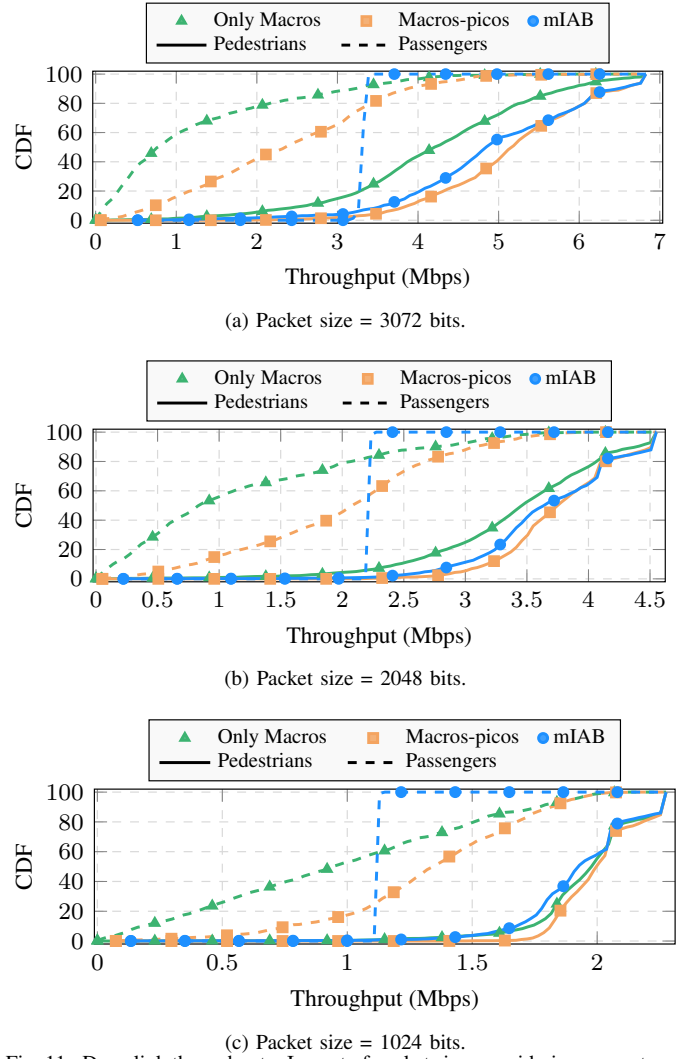 Only Macros Macros-picos mIAB
Pedestrians Passengers
100
80
60
40
20
0
CDF
0 1 2 3 4 5 6 7
Throughput (Mbps)
(a) Packet size = 3072 bits.
Only Macros Macros-picos mIAB
Pedestrians Passengers
100
80
60
40
20
0
CDF
0 0.5 1 1.5 2 2.5 3 3.5 4 4.5
Throughput (Mbps)
(b) Packet size = 2048 bits.
Only Macros Macros-picos mIAB
Pedestrians Passengers
100
80
60
40
20
0
CDF
0 0.5 1 1.5 2
Throughput (Mbps)
(c) Packet size = 1024 bits.